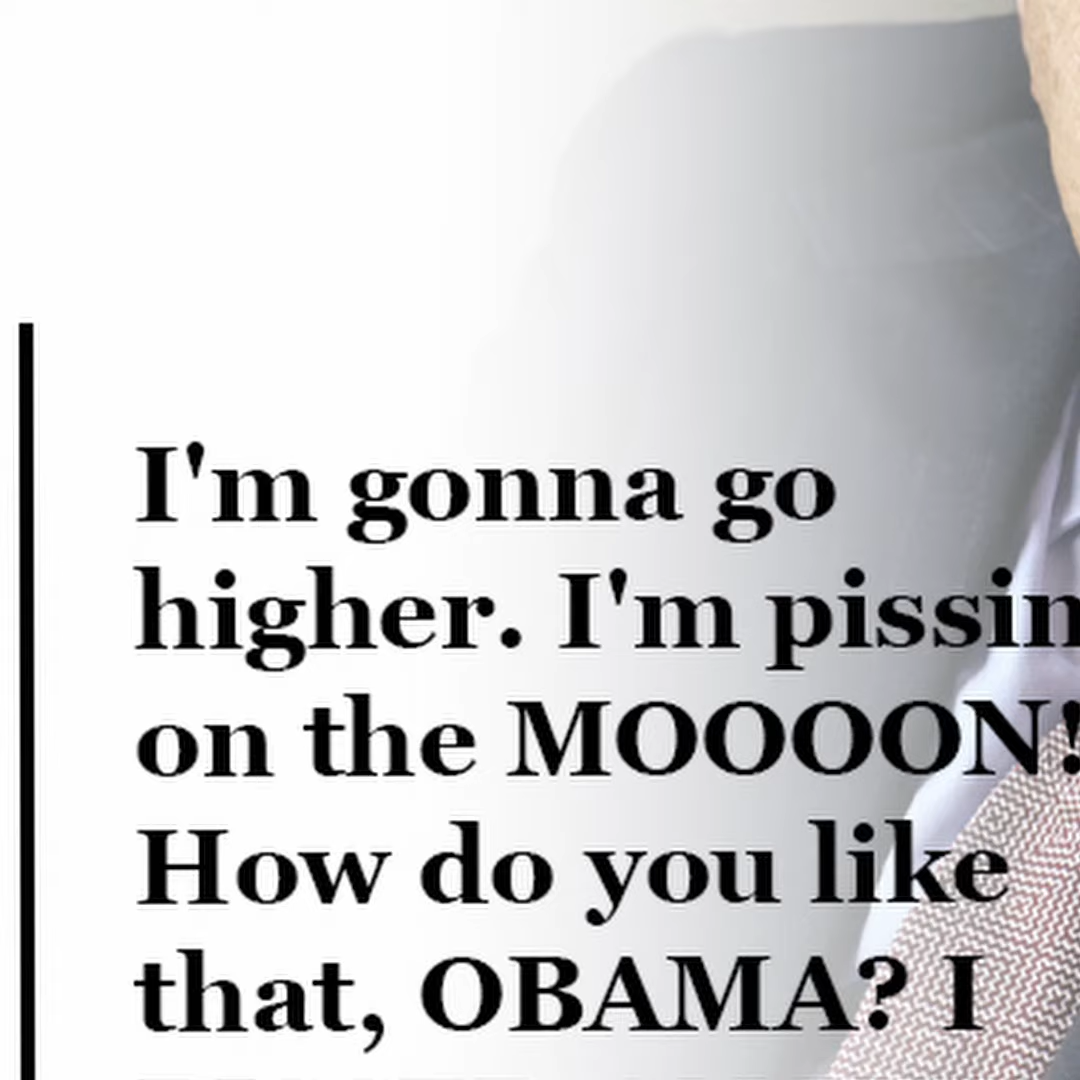 I'm gonna go
higher. I'm pissin
on the MOOOON!
How do you like
that, OBAMA? I